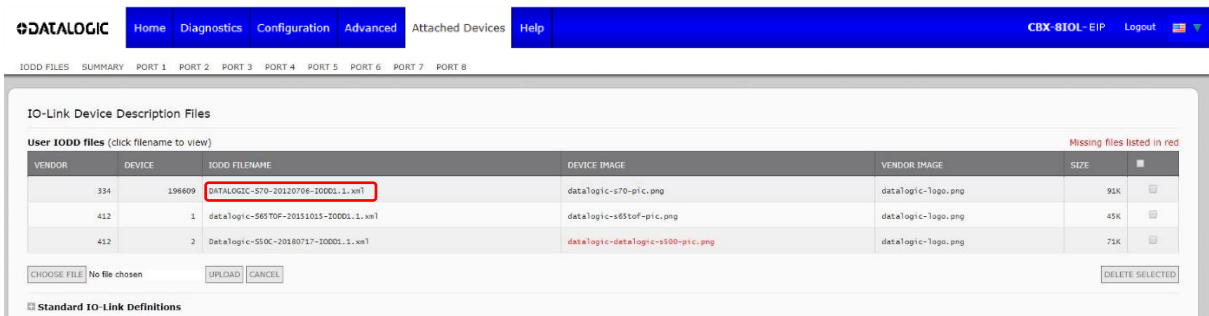 DATALOGIC Home Diagnostics Configuration Advanced Attached Devices Help CBX-8IOL-EIP Logout
IODD FILES SUMMARY PORT 1 PORT 2 PORT 3 PORT 4 PORT 5 PORT 6 PORT 7 PORT 8
IO-Link Device Description Files
User IODD files (click filename to view) Missing files listed in red
VENDOR DEVICE IODD FILENAME DEVICE IMAGE VENDOR IMAGE SIZE
334 196609 DATALOGIC-S70-20120706-IODD1.1.xml datalogic-s70-pic.png datalogic-logo.png 91K
412 1 datalogic-S65TOF-20151015-IODD1.1.xml datalogic-s65tof-pic.png datalogic-logo.png 45K
412 2 Datalogic-S50C-20180717-IODD1.1.xml datalogic-datalogic-s500-pic.png datalogic-logo.png 71K
CHOOSE FILE No file chosen UPLOAD CANCEL DELETE SELECTED
Standard IO-Link Definitions